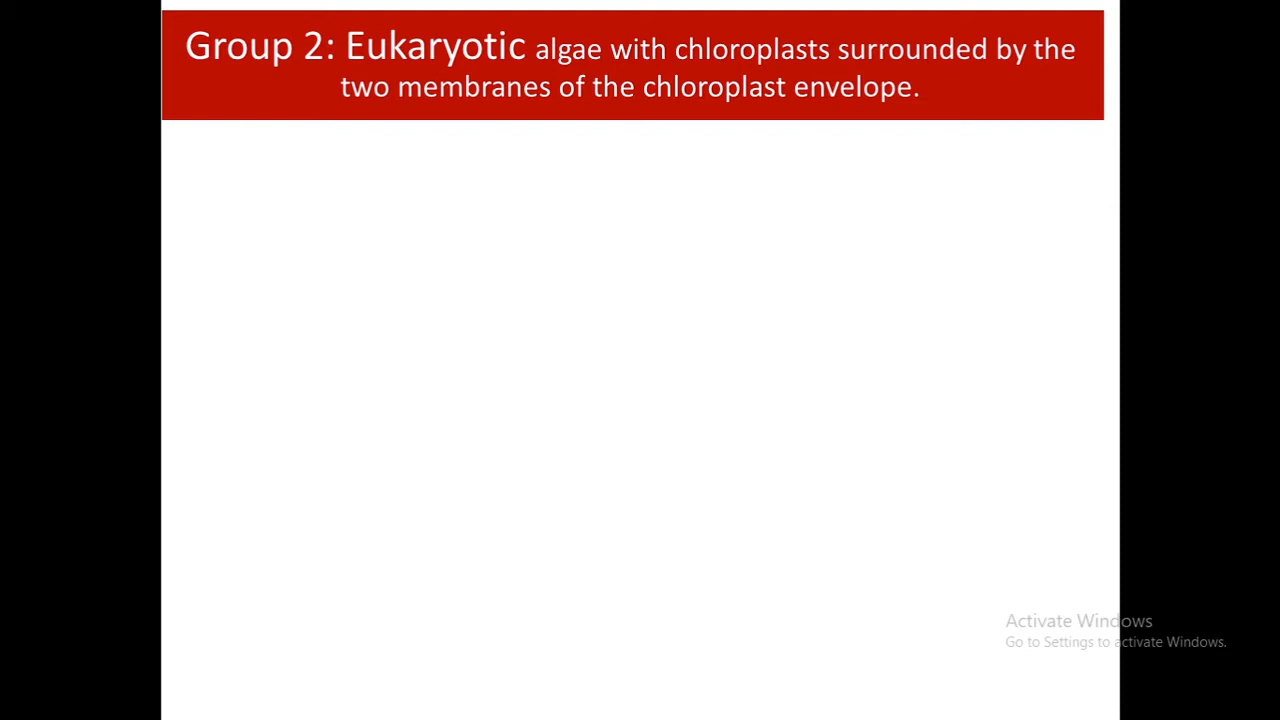 Group 2: Eukaryotic algae with chloroplasts surrounded by the
two membranes of the chloroplast envelope.
Activate Windows
Go to Settings to activate Windows.